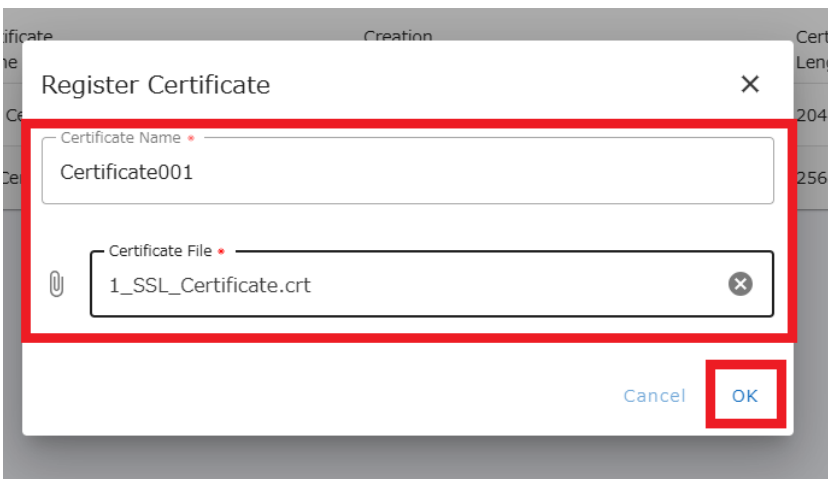 Creation
Register Certificate
Certificate Name *
Certificate001
Certificate File *
1_SSL_Certificate.crt
Cancel
OK